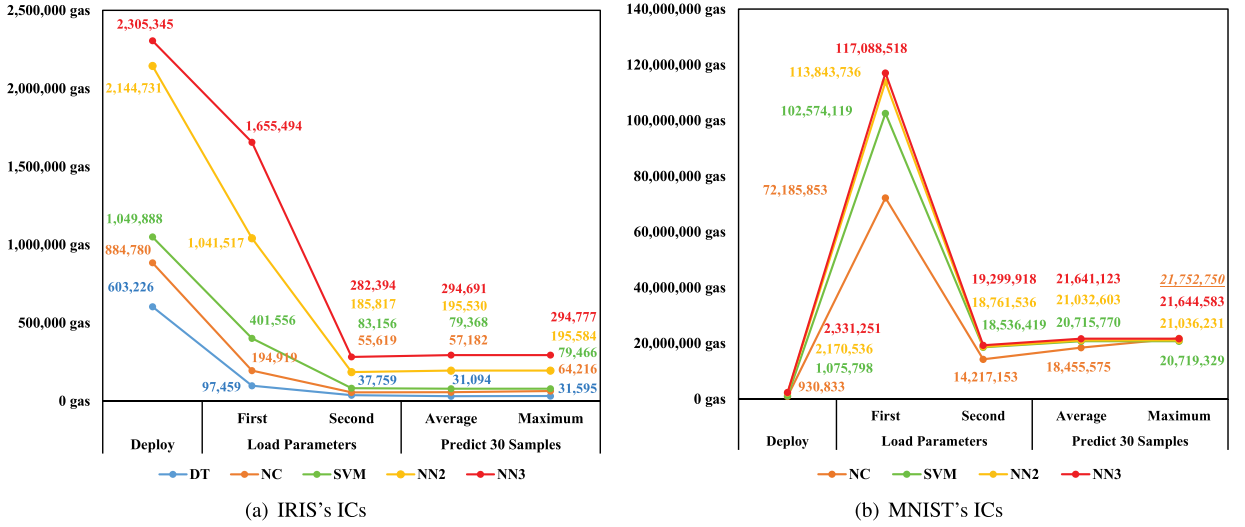 2,500,000 gas
2,000,000 gas
1,500,000 gas
1,000,000 gas
500,000 gas
0 gas
2,305,345
2,144,731
1,655,494
1,049,888
884,780
603,226
1,041,517
401,556
194,919
97,459
282,394
185,817
83,156
55,619
37,759
294,691
195,530
79,368
57,182
31,094
294,777
195,584
79,466
64,216
31,595
First Second Average Maximum
Deploy Load Parameters Predict 30 Samples
DT NC SVM NN2 NN3
(a) IRIS's ICs
140,000,000 gas
120,000,000 gas
100,000,000 gas
80,000,000 gas
60,000,000 gas
40,000,000 gas
20,000,000 gas
0 gas
117,088,518
113,843,736
102,574,119
72,185,853
2,331,251
2,170,536
1,075,798
930,833
19,299,918
18,761,536
18,536,419
14,217,153
21,641,123
21,032,603
20,715,770
18,455,575
21,752,750
21,644,583
21,036,231
20,719,329
First Second Average Maximum
Deploy Load Parameters Predict 30 Samples
NC SVM NN2 NN3
(b) MNIST's ICs